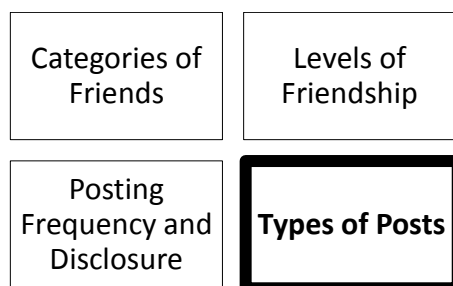 Categories of
Friends
Levels of
Friendship
Posting
Frequency and
Disclosure
Types of Posts